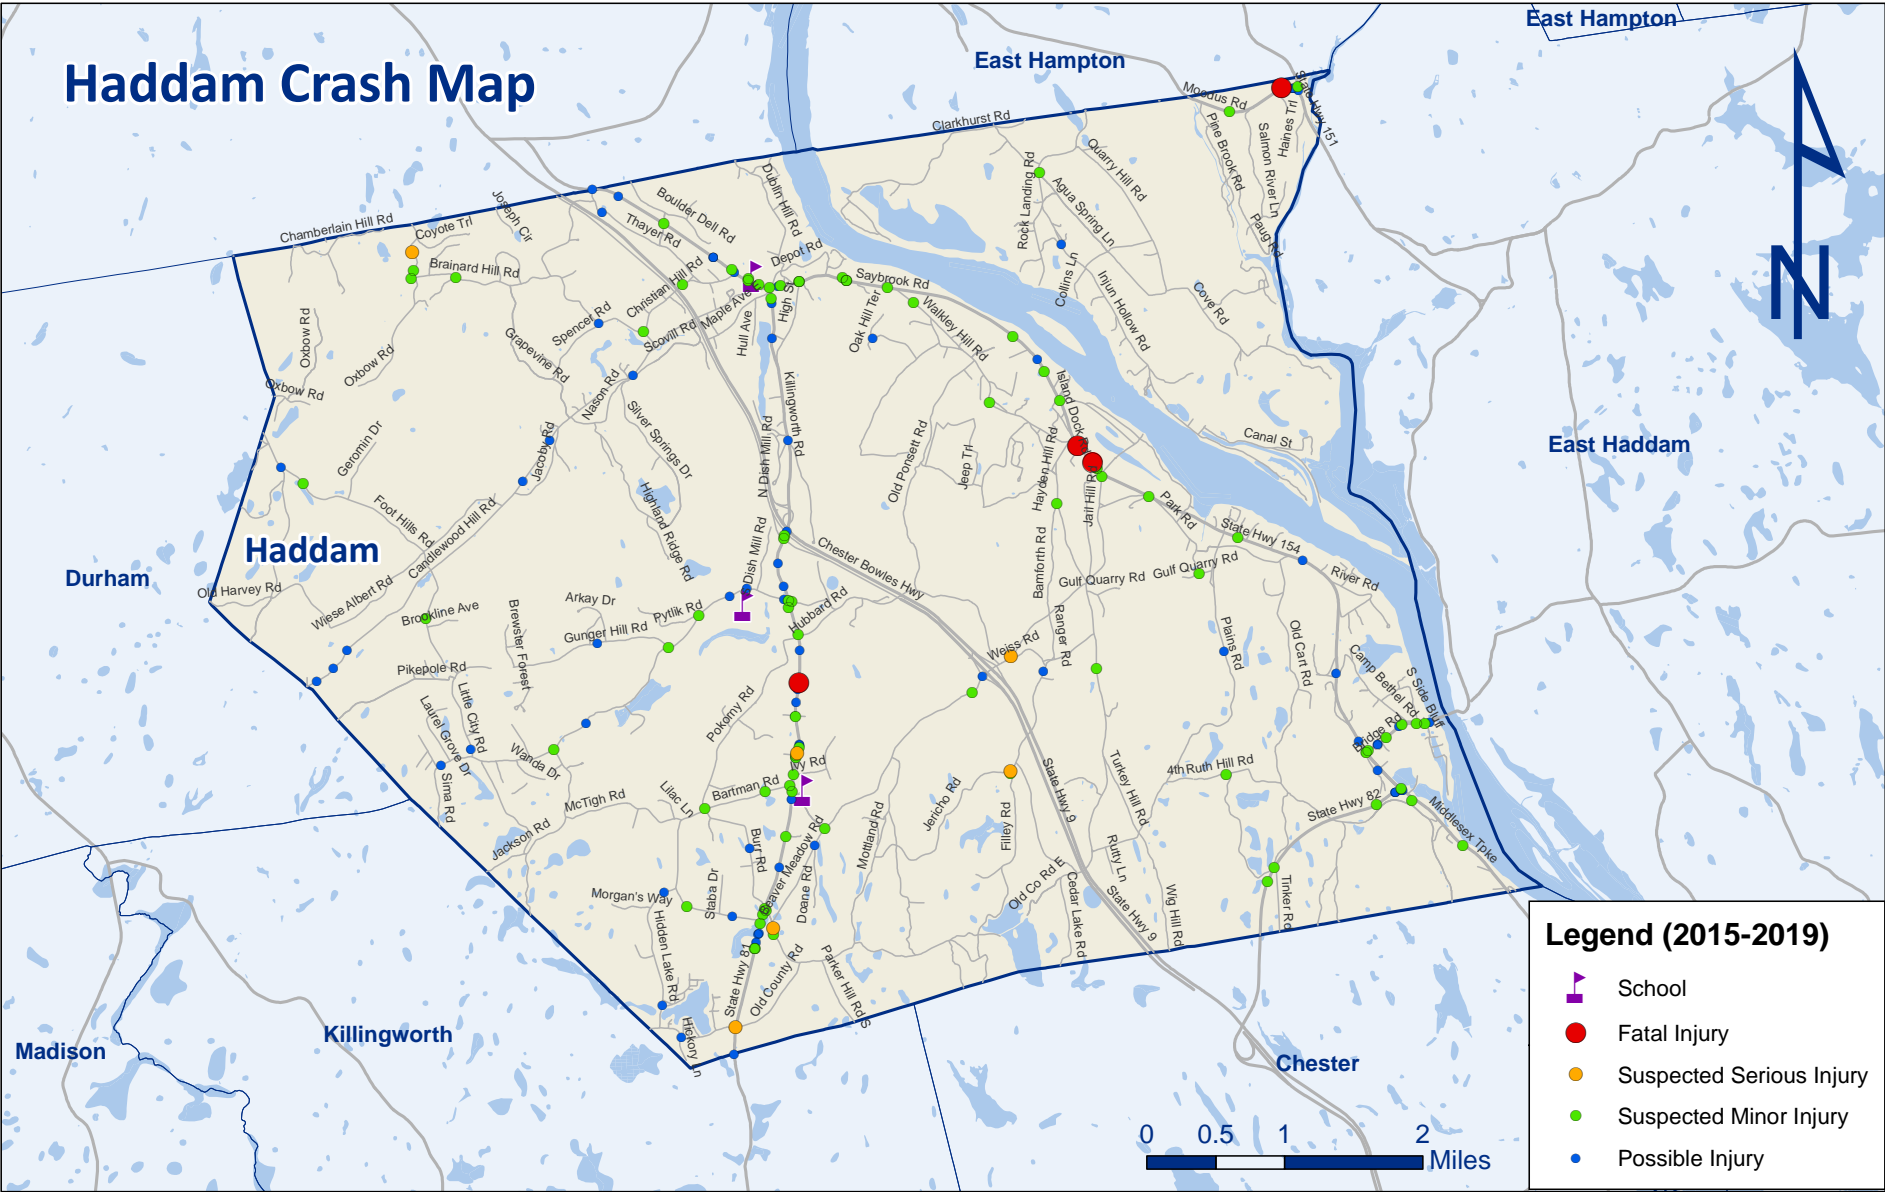 East Hampton
East Hampton
Haddam Crash Map
Moodus Rd
State Hwy 151
Haines Trl
Salmon River Ln
Pine Brook Rd
Clarkhurst Rd
Quarry Hill Rd
Rock Landing Rd
Agua Spring Ln
Paug Rd
Dublin Hill Rd
Boulder Dell Rd
Thayer Rd
Joseph Cir
Chamberlain Hill Rd
Coyote Trl
Brainard Hill Rd
Depot Rd
Christian Hill Rd
Saybrook Rd
Collins Ln
Injun Hollow Rd
Cove Rd
Maple Ave
High St
Hull Ave
Oak Hill Ter
Walkley Hill Rd
Spencer Rd
Scovill Rd
Grapevine Rd
Oxbow Rd
Oxbow Rd
Oxbow Rd
Nason Rd
Silver Springs Dr
Killingworth Rd
Island Dock Rd
Canal St
East Haddam
Geromin Dr
Jacoby Rd
N Dish Mill Rd
Old Ponsett Rd
Jeep Trl
Hayden Hill Rd
Jail Hill Rd
Park Rd
State Hwy 154
River Rd
Foot Hills Rd
Candlewood Hill Rd
Highland Ridge Rd
Dish Mill Rd
Chester Bowles Hwy
Bamforth Rd
Gulf Quarry Rd
Gulf Quarry Rd
Haddam
Durham
Old Harvey Rd
Wiese Albert Rd
Brookline Ave
Arkay Dr
Pytlik Rd
Gunger Hill Rd
Brewster Forest
Hubbard Rd
Weiss Rd
Ranger Rd
Plains Rd
Old Cart Rd
Camp Bethel Rd
S Side Bluff
Bridge Rd
Pikepole Rd
Little City Rd
Laurel Grove Dr
Wanda Dr
Sima Rd
Pokorny Rd
Ivy Rd
Bartman Rd
Lilac Ln
McTigh Rd
Jackson Rd
Burr Rd
Beaver Meadow Rd
Mottland Rd
Jericho Rd
Filley Rd
State Hwy 9
Turkey Hill Rd
4th
Ruth Hill Rd
State Hwy 82
Middlesex Tpke
Rutty Ln
Old Co Rd E
Cedar Lake Rd
State Hwy 9
Wig Hill Rd
Tinker Rd
Morgan's Way
Staba Dr
Doane Rd
Hidden Lake Rd
State Hwy 81
Old County Rd
Parker Hill Rd S
Hickory Ln
Killingworth
Madison
Chester
0 0.5 1 2
Miles
N
Legend (2015-2019)
School
Fatal Injury
Suspected Serious Injury
Suspected Minor Injury
Possible Injury